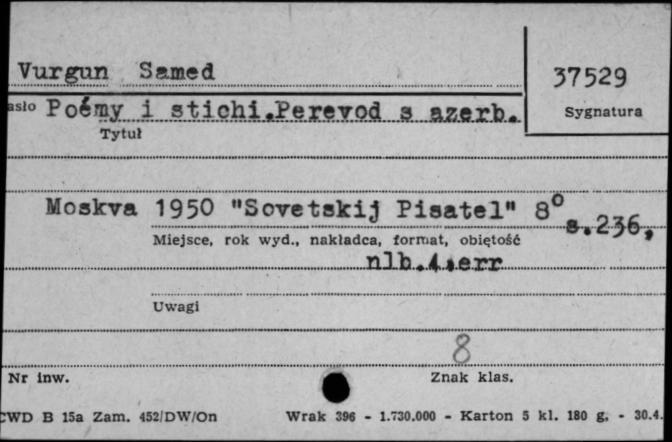 Vurgun Samed
37529
asło Poémy i stichi.Perevod s azerb.
Sygnatura
Tytuł
Moskva 1950 "Sovetskij Pisatel" 8° s.236,
Miejsce, rok wyd., nakładca, format, objętość
nlb.4.err
Uwagi
8
Nr inw.
Znak klas.
CWD B 15a Zam. 452/DW/On Wrak 396 - 1.730.000 - Karton 5 kl. 180 g. - 30.4.